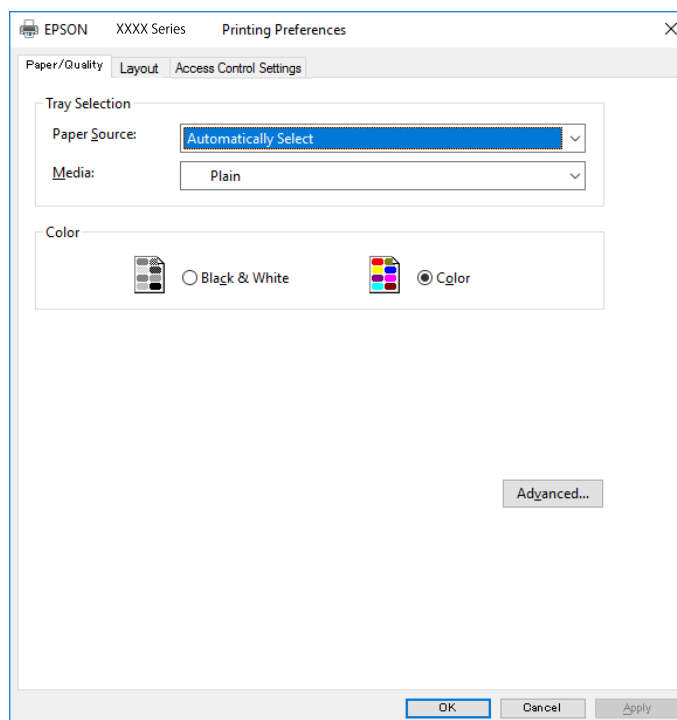 EPSON XXXX Series Printing Preferences
Paper/Quality Layout Access Control Settings
Tray Selection
Paper Source: Automatically Select
Media: Plain
Color
Black & White Color
Advanced...
OK Cancel Apply